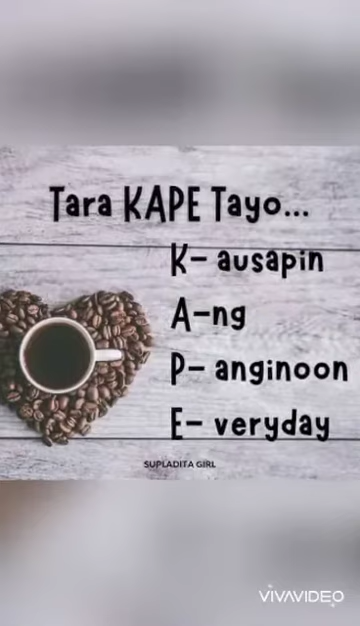 Tara KAPE Tayo...
K- ausapin
A-ng
P- anginoon
E- veryday
SUPLADITA GIRL
VIVAVIDEO